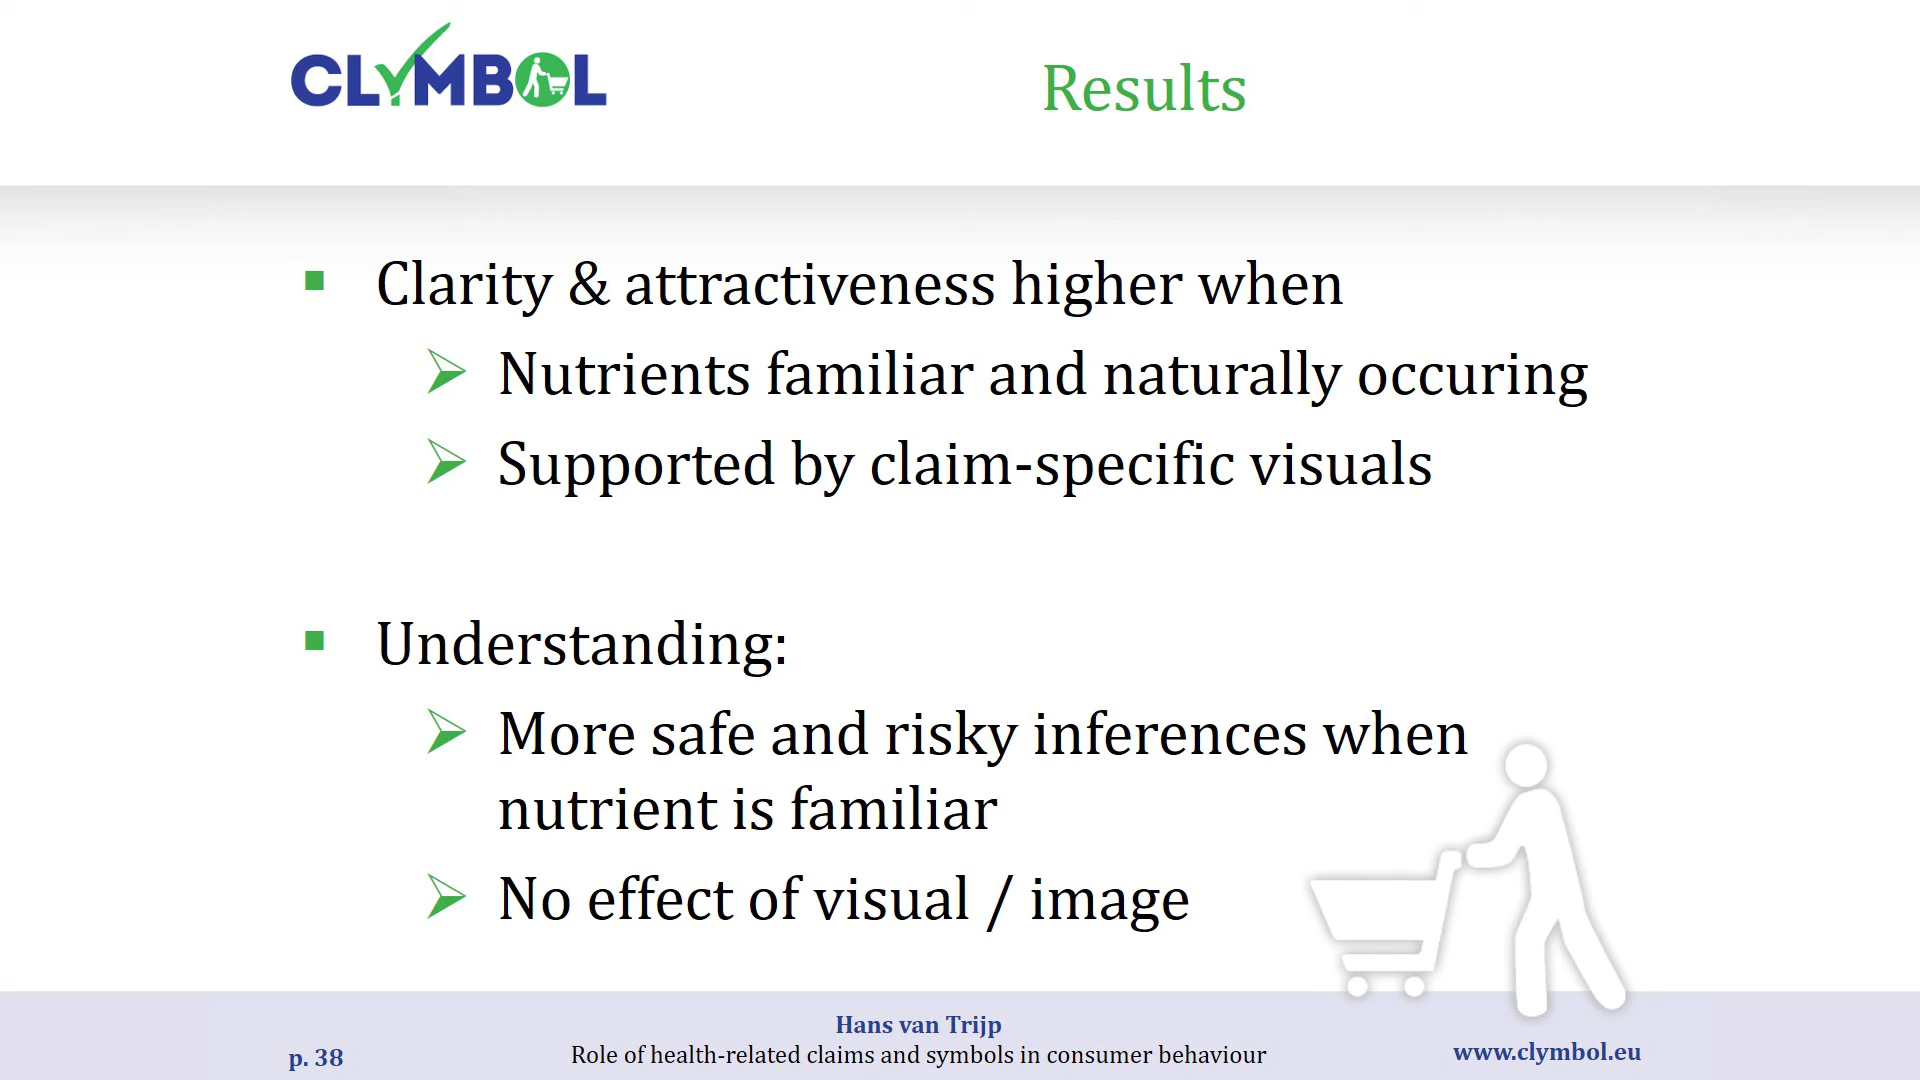 CLYMBOL
Results
Clarity & attractiveness higher when
Nutrients familiar and naturally occuring
Supported by claim-specific visuals
Understanding:
More safe and risky inferences when
nutrient is familiar
No effect of visual / image
Hans van Trijp
p. 38
Role of health-related claims and symbols in consumer behaviour
www.clymbol.eu